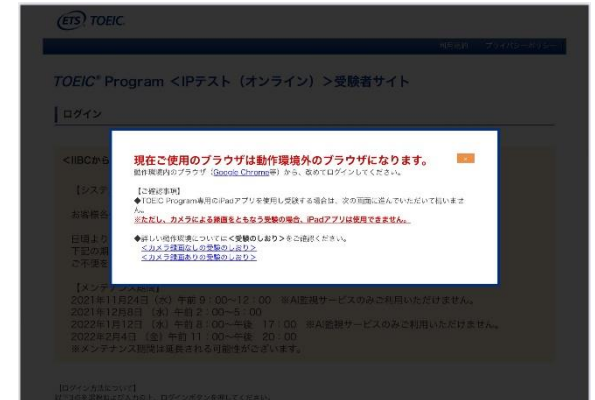 ETS TOEIC.
利用規約 プライバシーポリシー
TOEIC® Program <IPテスト（オンライン）>受験者サイト
ログイン
<IIBCから
【システ
お客様各
日頃より
下記の期
ご不便を
現在ご使用のブラウザは動作環境外のブラウザになります。
動作環境内のブラウザ（Google Chrome等）から、改めてログインしてください。
【ご確認事項】
◆TOEIC Program専用のiPadアプリを使用し受験する場合は、次の画面に進んでいただいて構いませ
ん。
※ただし、カメラによる録画をともなう受験の場合、iPadアプリは使用できません。
◆詳しい動作環境については<受験のしおり>をご確認ください。
<カメラ録画なしの受験のしおり>
<カメラ録画ありの受験のしおり>
【メンテナンス期間】
2021年11月24日（水）午前 9：00～12：00 ※AI監視サービスのみご利用いただけません。
2021年12月8日（水）午前 2：00～5：00
2022年1月12日（水）午前 8：00～午後 17：00 ※AI監視サービスのみご利用いただけません。
2022年2月4日（金）午前 11：00～午後 20：00
※メンテナンス期間は延長される可能性がございます。
【ログイン方法について】